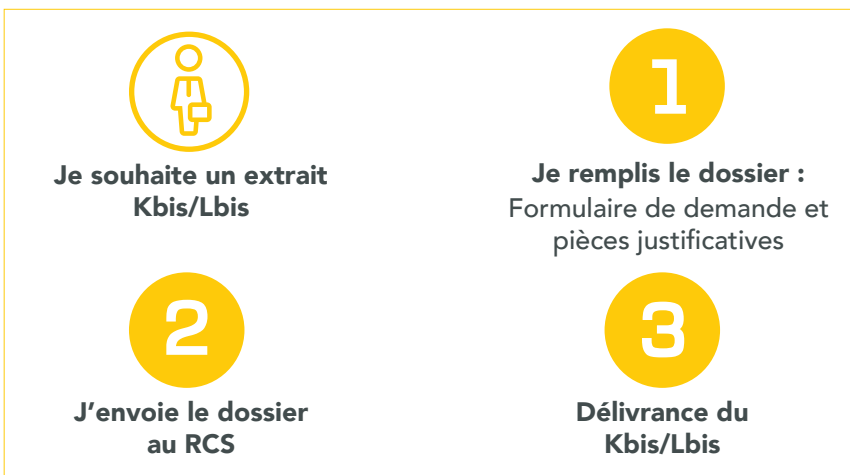 Je souhaite un extrait
Kbis/Lbis
1
Je remplis le dossier :
Formulaire de demande et
pièces justificatives
2
J’envoie le dossier
au RCS
3
Délivrance du
Kbis/Lbis